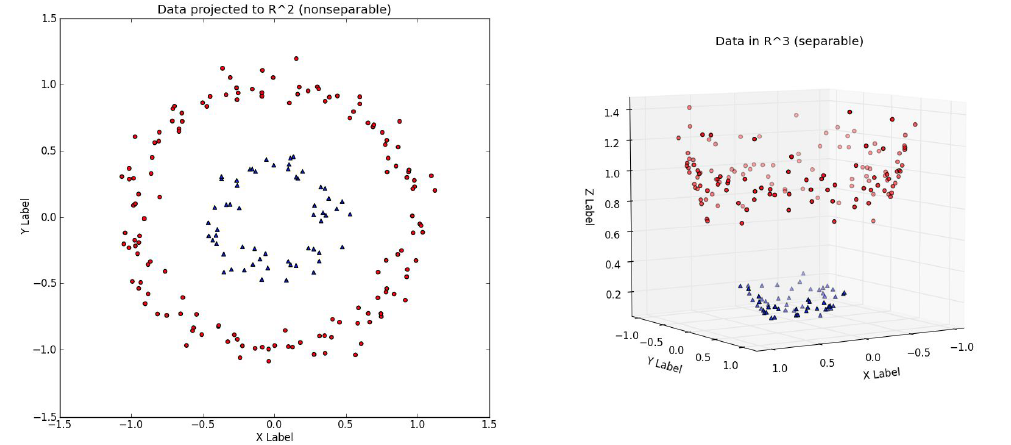 Data projected to R^2 (nonseparable)
1.5
1.0
0.5
0.0
−0.5
−1.0
−1.5
Y Label
−1.5 −1.0 −0.5 0.0 0.5 1.0 1.5
X Label
Data in R^3 (separable)
1.4
1.2
1.0
0.8
0.6
0.4
0.2
Z Label
−1.0 −0.5 0.0 0.5 1.0
Y Label
1.0 0.5 0.0 −0.5 −1.0
X Label